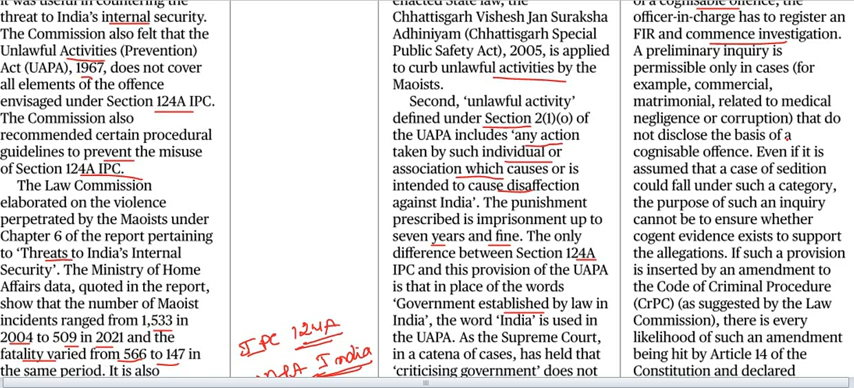 it was useful in countering the
threat to India's internal security.
The Commission also felt that the
Unlawful Activities (Prevention)
Act (UAPA), 1967, does not cover
all elements of the offence
envisaged under Section 124A IPC.
The Commission also
recommended certain procedural
guidelines to prevent the misuse
of Section 124A IPC.
The Law Commission
elaborated on the violence
perpetrated by the Maoists under
Chapter 6 of the report pertaining
to 'Threats to India's Internal
Security'. The Ministry of Home
Affairs data, quoted in the report,
show that the number of Maoist
incidents ranged from 1,533 in
2004 to 509 in 2021 and the
fatality varied from 566 to 147 in
the same period. It is also
IPC 124A
India
enacted State law, the
Chhattisgarh Vishesh Jan Suraksha
Adhiniyam (Chhattisgarh Special
Public Safety Act), 2005, is applied
to curb unlawful activities by the
Maoists.
Second, 'unlawful activity'
defined under Section 2(1)(o) of
the UAPA includes 'any action
taken by such individual or
association which causes or is
intended to cause disaffection
against India'. The punishment
prescribed is imprisonment up to
seven years and fine. The only
difference between Section 124A
IPC and this provision of the UAPA
is that in place of the words
'Government established by law in
India', the word 'India' is used in
the UAPA. As the Supreme Court,
in a catena of cases, has held that
'criticising government' does not
of a cognisable offence, the
officer-in-charge has to register an
FIR and commence investigation.
A preliminary inquiry is
permissible only in cases (for
example, commercial,
matrimonial, related to medical
negligence or corruption) that do
not disclose the basis of a
cognisable offence. Even if it is
assumed that a case of sedition
could fall under such a category,
the purpose of such an inquiry
cannot be to ensure whether
cogent evidence exists to support
the allegations. If such a provision
is inserted by an amendment to
the Code of Criminal Procedure
(CrPC) (as suggested by the Law
Commission), there is every
likelihood of such an amendment
being hit by Article 14 of the
Constitution and declared